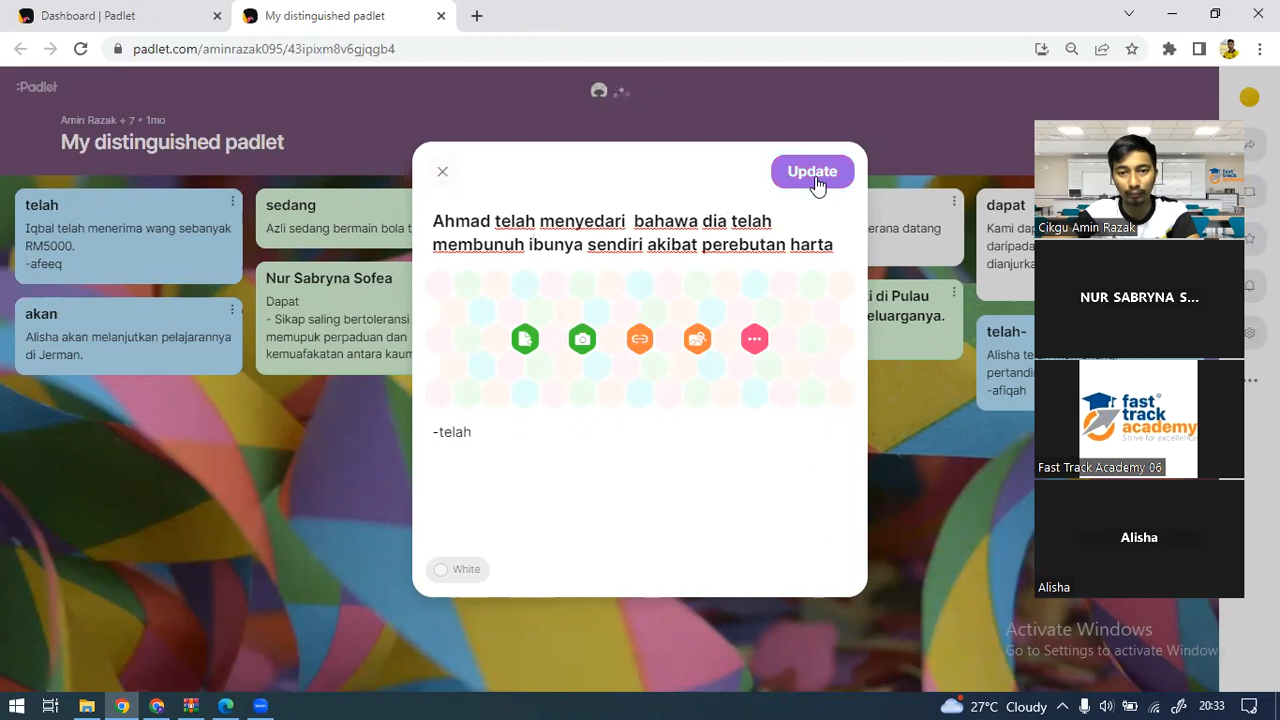 Dashboard | Padlet
My distinguished padlet
padlet.com/aminrazak095/43ipixm8v6gjqgb4
:Padlet
Amin Razak + 7 • 1mo
My distinguished padlet
telah
Iqbal telah menerima wang sebanyak
RM5000.
-afeeq
akan
Alisha akan melanjutkan pelajarannya
di Jerman.
sedang
Azli sedang bermain bola t
Nur Sabryna Sofea
Dapat
- Sikap saling bertoleransi
memupuk perpaduan dan
kemuafakatan antara kaum
Update
Ahmad telah menyedari bahawa dia telah
membunuh ibunya sendiri akibat perebutan harta
-telah
White
erana datang
i di Pulau
eluarganya.
dapat
Kami dap
daripada
dianjurka
telah-
Alisha te
pertandin
-afiqah
Cikgu Amin Razak
NUR SABRYNA S...
fast
track
academy
Strive for excellence
Fast Track Academy 06
Alisha
Alisha
Activate Windows
Go to Settings to activate Window
27°C Cloudy
20:33